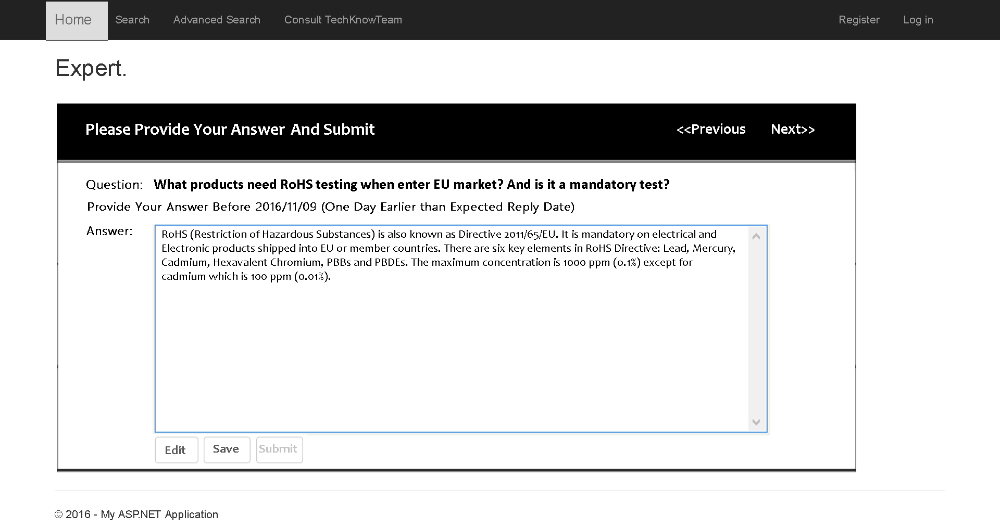 Home Search Advanced Search Consult TechKnowTeam Register Log in
Expert.
Please Provide Your Answer And Submit <<Previous Next>>
Question: What products need RoHS testing when enter EU market? And is it a mandatory test?
Provide Your Answer Before 2016/11/09 (One Day Earlier than Expected Reply Date)
Answer: RoHS (Restriction of Hazardous Substances) is also known as Directive 2011/65/EU. It is mandatory on electrical and
Electronic products shipped into EU or member countries. There are six key elements in RoHS Directive: Lead, Mercury,
Cadmium, Hexavalent Chromium, PBBs and PBDEs. The maximum concentration is 1000 ppm (0.1%) except for
cadmium which is 100 ppm (0.01%).
Edit Save Submit
© 2016 - My ASP.NET Application